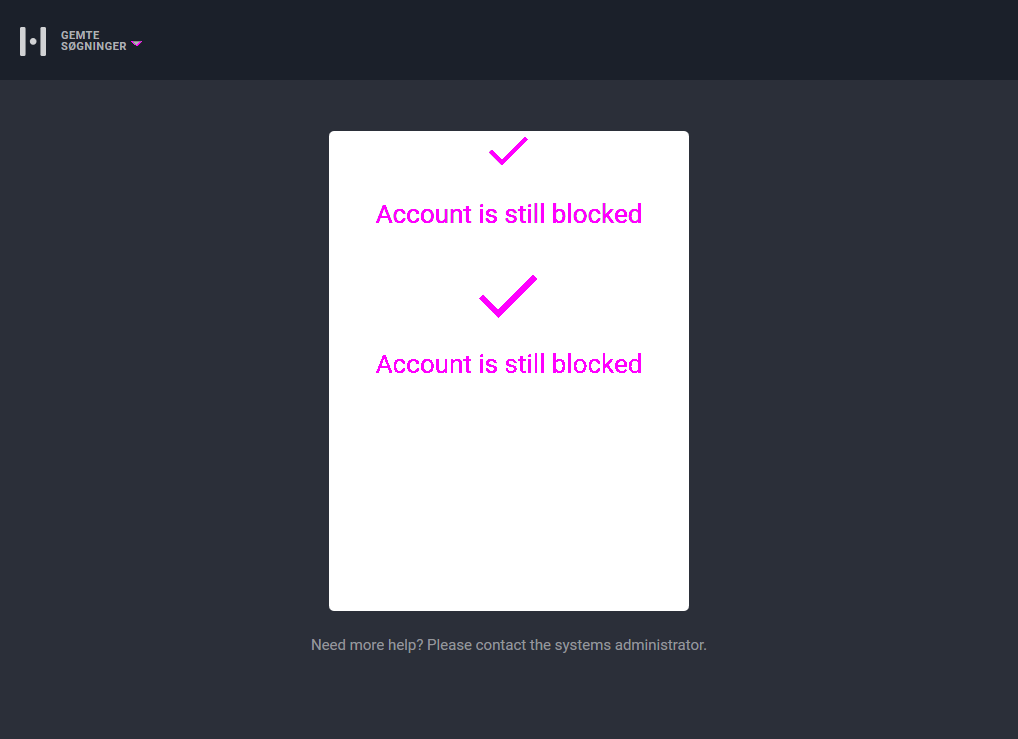 GEMTE
SØGNINGER
Account is still blocked
Account is still blocked
Need more help? Please contact the systems administrator.